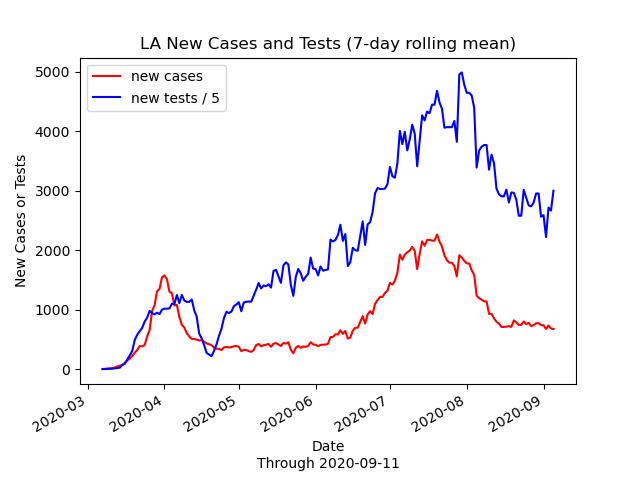 LA New Cases and Tests (7-day rolling mean)
new cases
new tests / 5
New Cases or Tests
5000
4000
3000
2000
1000
0
2020-03
2020-04
2020-05
2020-06
2020-07
2020-08
2020-09
Date
Through 2020-09-11